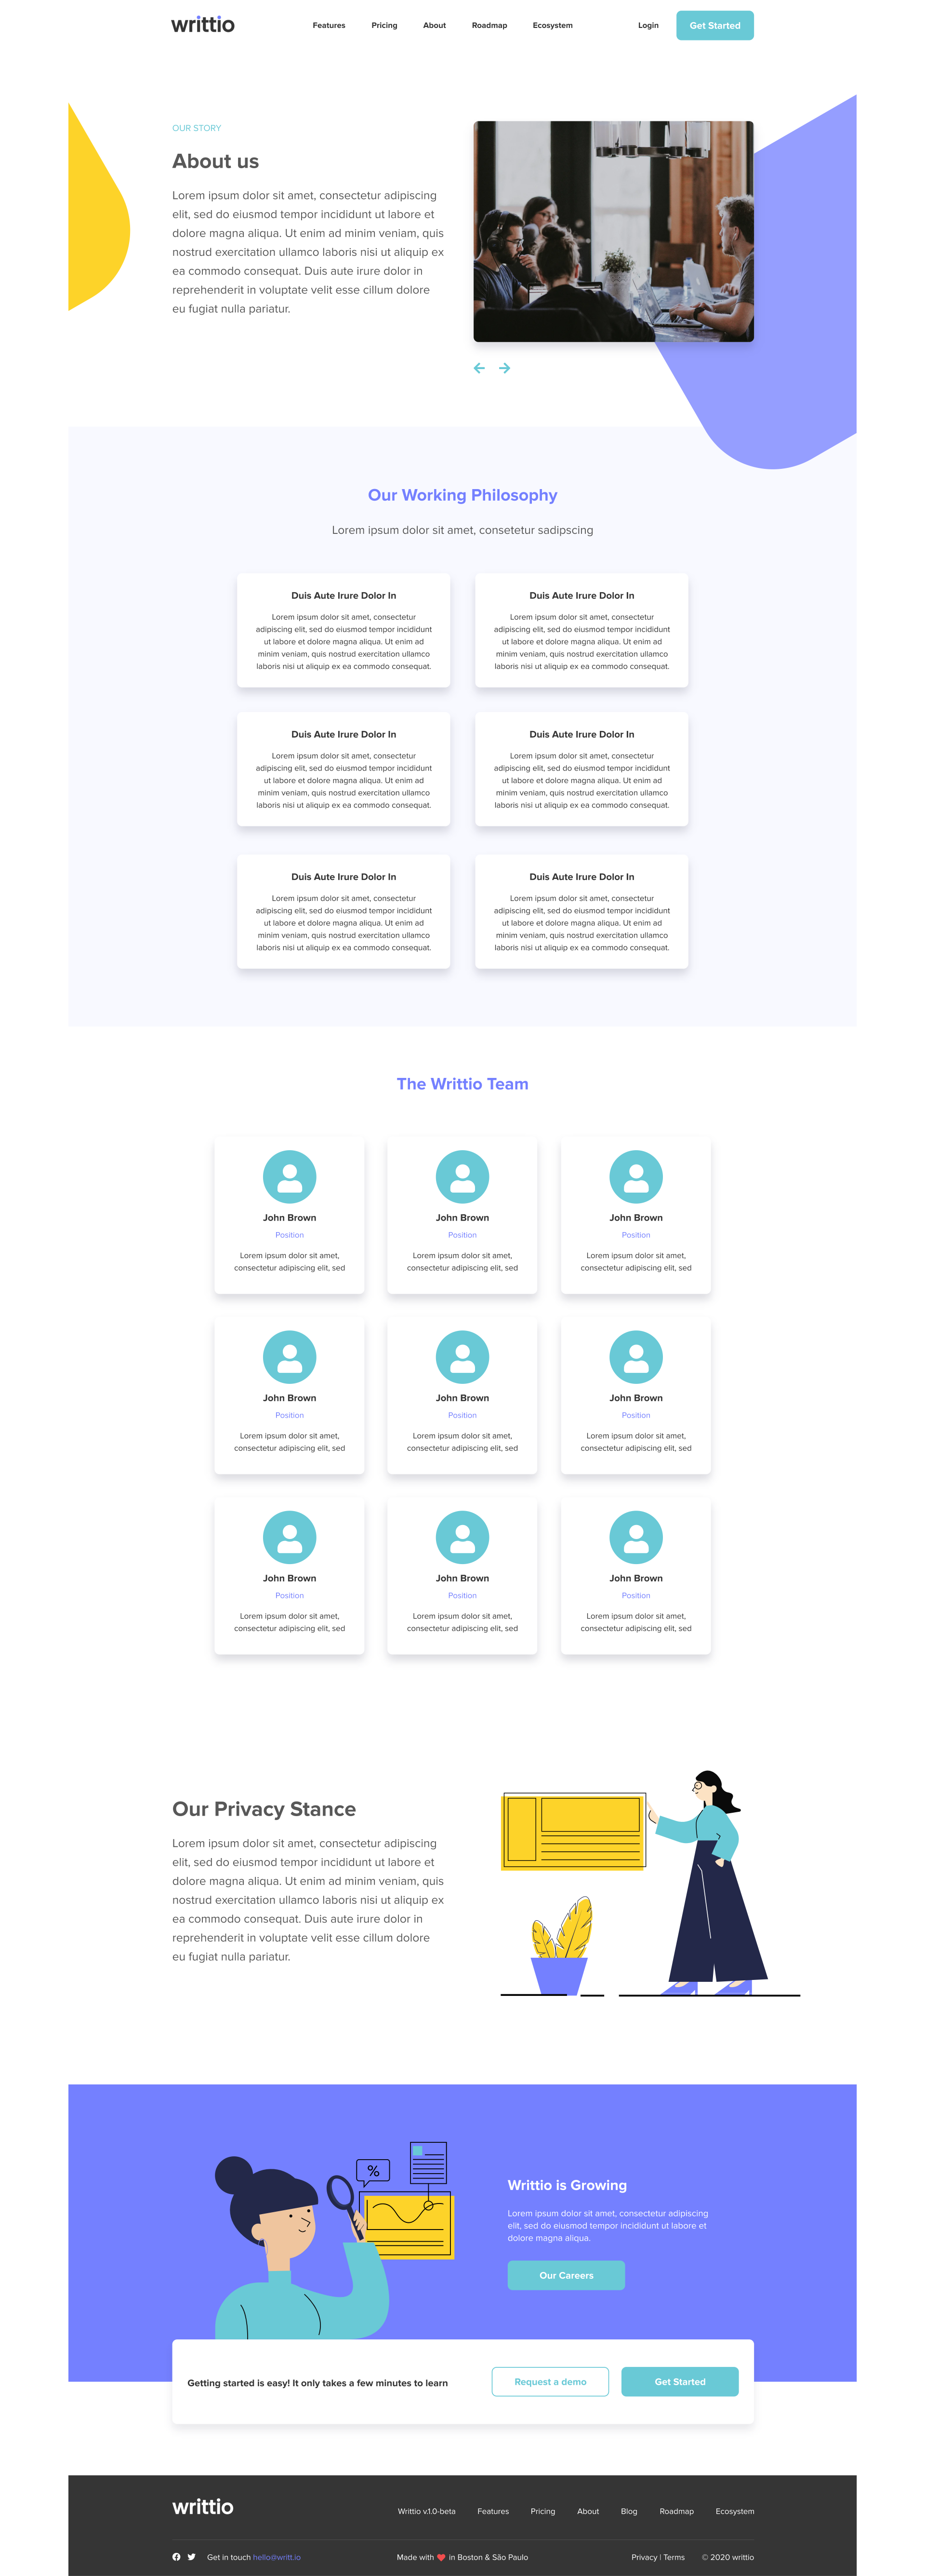 writtio
Features
Pricing
About
Roadmap
Ecosystem
Login
Get Started
OUR STORY
About us
Lorem ipsum dolor sit amet, consectetur adipiscing
elit, sed do eiusmod tempor incididunt ut labore et
dolore magna aliqua. Ut enim ad minim veniam, quis
nostrud exercitation ullamco laboris nisi ut aliquip ex
ea commodo consequat. Duis aute irure dolor in
reprehenderit in voluptate velit esse cillum dolore
eu fugiat nulla pariatur.
Our Working Philosophy
Lorem ipsum dolor sit amet, consetetur sadipscing
Duis Aute Irure Dolor In
Lorem ipsum dolor sit amet, consectetur
adipiscing elit, sed do eiusmod tempor incididunt
ut labore et dolore magna aliqua. Ut enim ad
minim veniam, quis nostrud exercitation ullamco
laboris nisi ut aliquip ex ea commodo consequat.
Duis Aute Irure Dolor In
Lorem ipsum dolor sit amet, consectetur
adipiscing elit, sed do eiusmod tempor incididunt
ut labore et dolore magna aliqua. Ut enim ad
minim veniam, quis nostrud exercitation ullamco
laboris nisi ut aliquip ex ea commodo consequat.
Duis Aute Irure Dolor In
Lorem ipsum dolor sit amet, consectetur
adipiscing elit, sed do eiusmod tempor incididunt
ut labore et dolore magna aliqua. Ut enim ad
minim veniam, quis nostrud exercitation ullamco
laboris nisi ut aliquip ex ea commodo consequat.
Duis Aute Irure Dolor In
Lorem ipsum dolor sit amet, consectetur
adipiscing elit, sed do eiusmod tempor incididunt
ut labore et dolore magna aliqua. Ut enim ad
minim veniam, quis nostrud exercitation ullamco
laboris nisi ut aliquip ex ea commodo consequat.
Duis Aute Irure Dolor In
Lorem ipsum dolor sit amet, consectetur
adipiscing elit, sed do eiusmod tempor incididunt
ut labore et dolore magna aliqua. Ut enim ad
minim veniam, quis nostrud exercitation ullamco
laboris nisi ut aliquip ex ea commodo consequat.
Duis Aute Irure Dolor In
Lorem ipsum dolor sit amet, consectetur
adipiscing elit, sed do eiusmod tempor incididunt
ut labore et dolore magna aliqua. Ut enim ad
minim veniam, quis nostrud exercitation ullamco
laboris nisi ut aliquip ex ea commodo consequat.
The Writtio Team
John Brown
Position
Lorem ipsum dolor sit amet,
consectetur adipiscing elit, sed
John Brown
Position
Lorem ipsum dolor sit amet,
consectetur adipiscing elit, sed
John Brown
Position
Lorem ipsum dolor sit amet,
consectetur adipiscing elit, sed
John Brown
Position
Lorem ipsum dolor sit amet,
consectetur adipiscing elit, sed
John Brown
Position
Lorem ipsum dolor sit amet,
consectetur adipiscing elit, sed
John Brown
Position
Lorem ipsum dolor sit amet,
consectetur adipiscing elit, sed
John Brown
Position
Lorem ipsum dolor sit amet,
consectetur adipiscing elit, sed
John Brown
Position
Lorem ipsum dolor sit amet,
consectetur adipiscing elit, sed
John Brown
Position
Lorem ipsum dolor sit amet,
consectetur adipiscing elit, sed
Our Privacy Stance
Lorem ipsum dolor sit amet, consectetur adipiscing
elit, sed do eiusmod tempor incididunt ut labore et
dolore magna aliqua. Ut enim ad minim veniam, quis
nostrud exercitation ullamco laboris nisi ut aliquip ex
ea commodo consequat. Duis aute irure dolor in
reprehenderit in voluptate velit esse cillum dolore
eu fugiat nulla pariatur.
%
Writtio is Growing
Lorem ipsum dolor sit amet, consectetur adipiscing
elit, sed do eiusmod tempor incididunt ut labore et
dolore magna aliqua.
Our Careers
Getting started is easy! It only takes a few minutes to learn
Request a demo
Get Started
writtio
Writtio v.1.0-beta
Features
Pricing
About
Blog
Roadmap
Ecosystem
Get in touch hello@writt.io
Made with ❤ in Boston & São Paulo
Privacy | Terms
© 2020 writtio